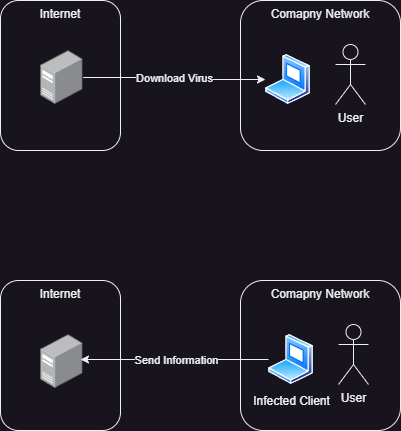 Internet
Comapny Network
Download Virus
User
Internet
Comapny Network
Send Information
Infected Client
User